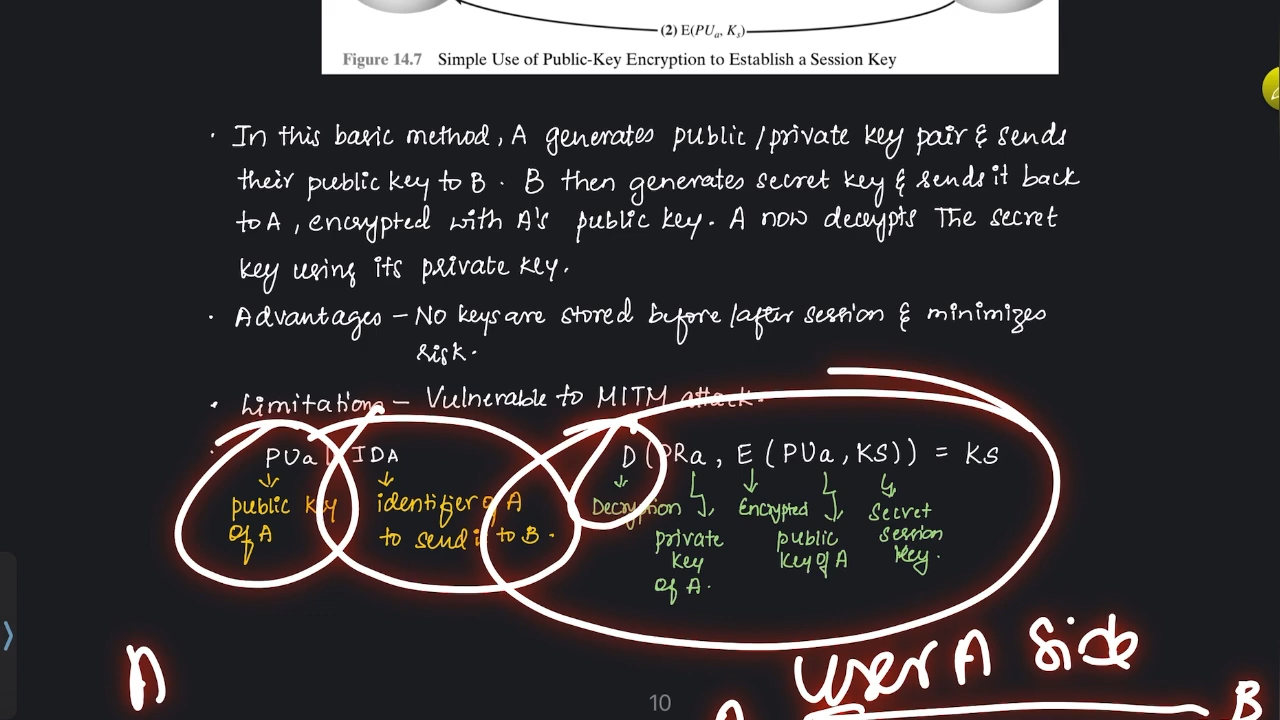 (2) E(PUa, Ks)
Figure 14.7 Simple Use of Public-Key Encryption to Establish a Session Key
· In this basic method, A generates public / private key pair & sends
their public key to B. B then generates secret key & sends it back
to A, encrypted with A's public key. A now decrypts The secret
key using its private key.
· Advantages – No keys are stored before / after session & minimizes
risk.
· Limitations – Vulnerable to MITM attack.
· PUa || IDA D (PRa, E (PUa, KS)) = KS
public key of A
identifier of A
to send it to B.
Decryption
private key of A.
Encrypted
public key of A
Secret session key.
User A Side
A
10
A B